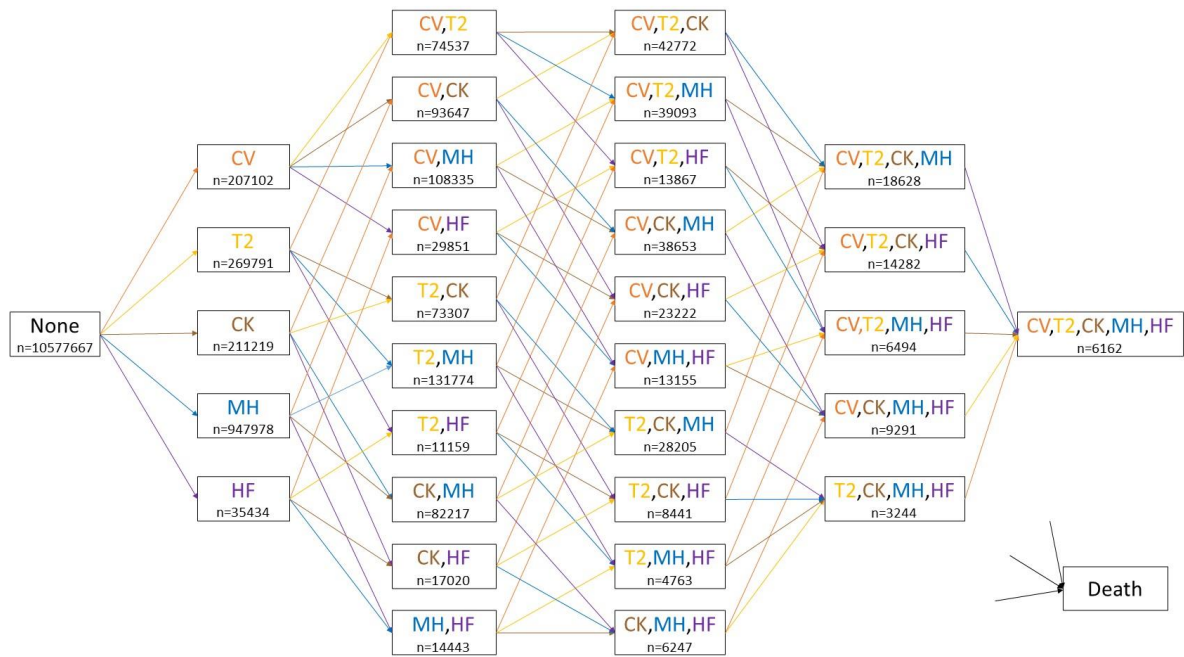 None
n=10577667
CV
n=207102
T2
n=269791
CK
n=211219
MH
n=947978
HF
n=35434
CV,T2
n=74537
CV,CK
n=93647
CV,MH
n=108335
CV,HF
n=29851
T2,CK
n=73307
T2,MH
n=131774
T2,HF
n=11159
CK,MH
n=82217
CK,HF
n=17020
MH,HF
n=14443
CV,T2,CK
n=42772
CV,T2,MH
n=39093
CV,T2,HF
n=13867
CV,CK,MH
n=38653
CV,CK,HF
n=23222
CV,MH,HF
n=13155
T2,CK,MH
n=28205
T2,CK,HF
n=8441
T2,MH,HF
n=4763
CK,MH,HF
n=6247
CV,T2,CK,MH
n=18628
CV,T2,CK,HF
n=14282
CV,T2,MH,HF
n=6494
CV,CK,MH,HF
n=9291
T2,CK,MH,HF
n=3244
CV,T2,CK,MH,HF
n=6162
Death